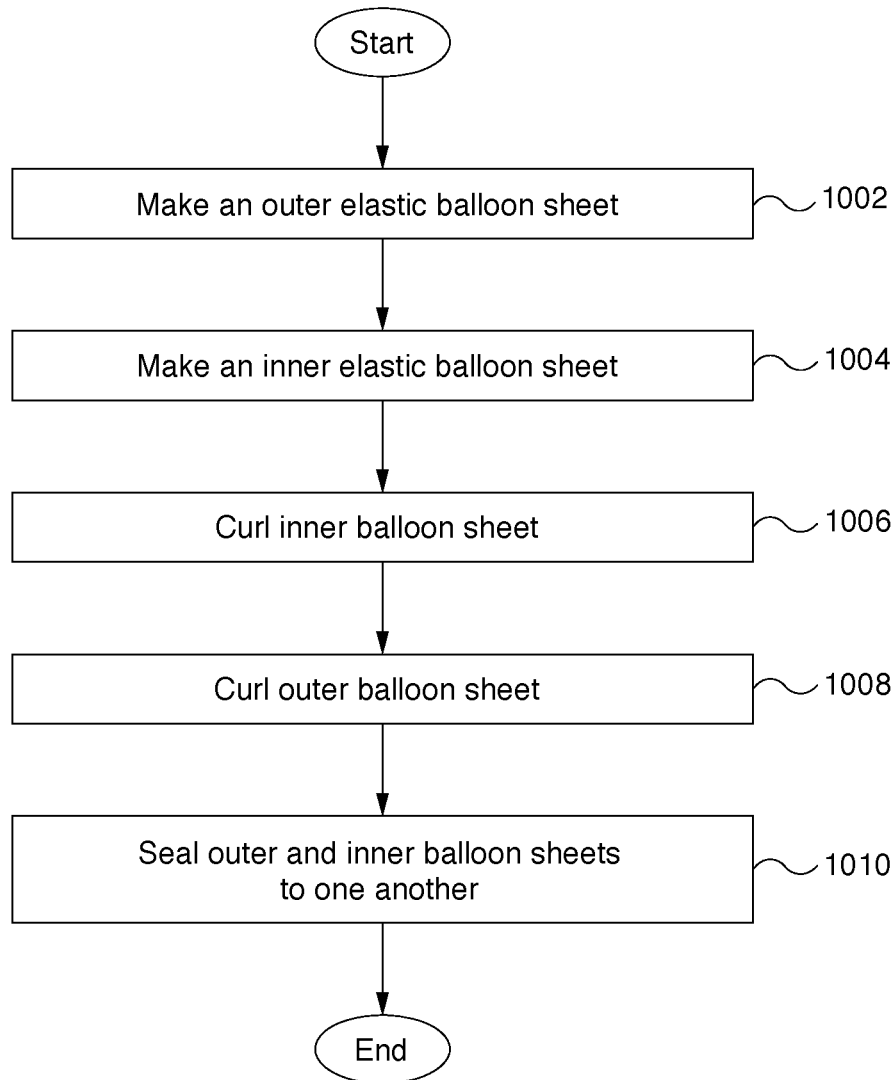 Start
Make an outer elastic balloon sheet
1002
Make an inner elastic balloon sheet
1004
Curl inner balloon sheet
1006
Curl outer balloon sheet
1008
Seal outer and inner balloon sheets
to one another
1010
End